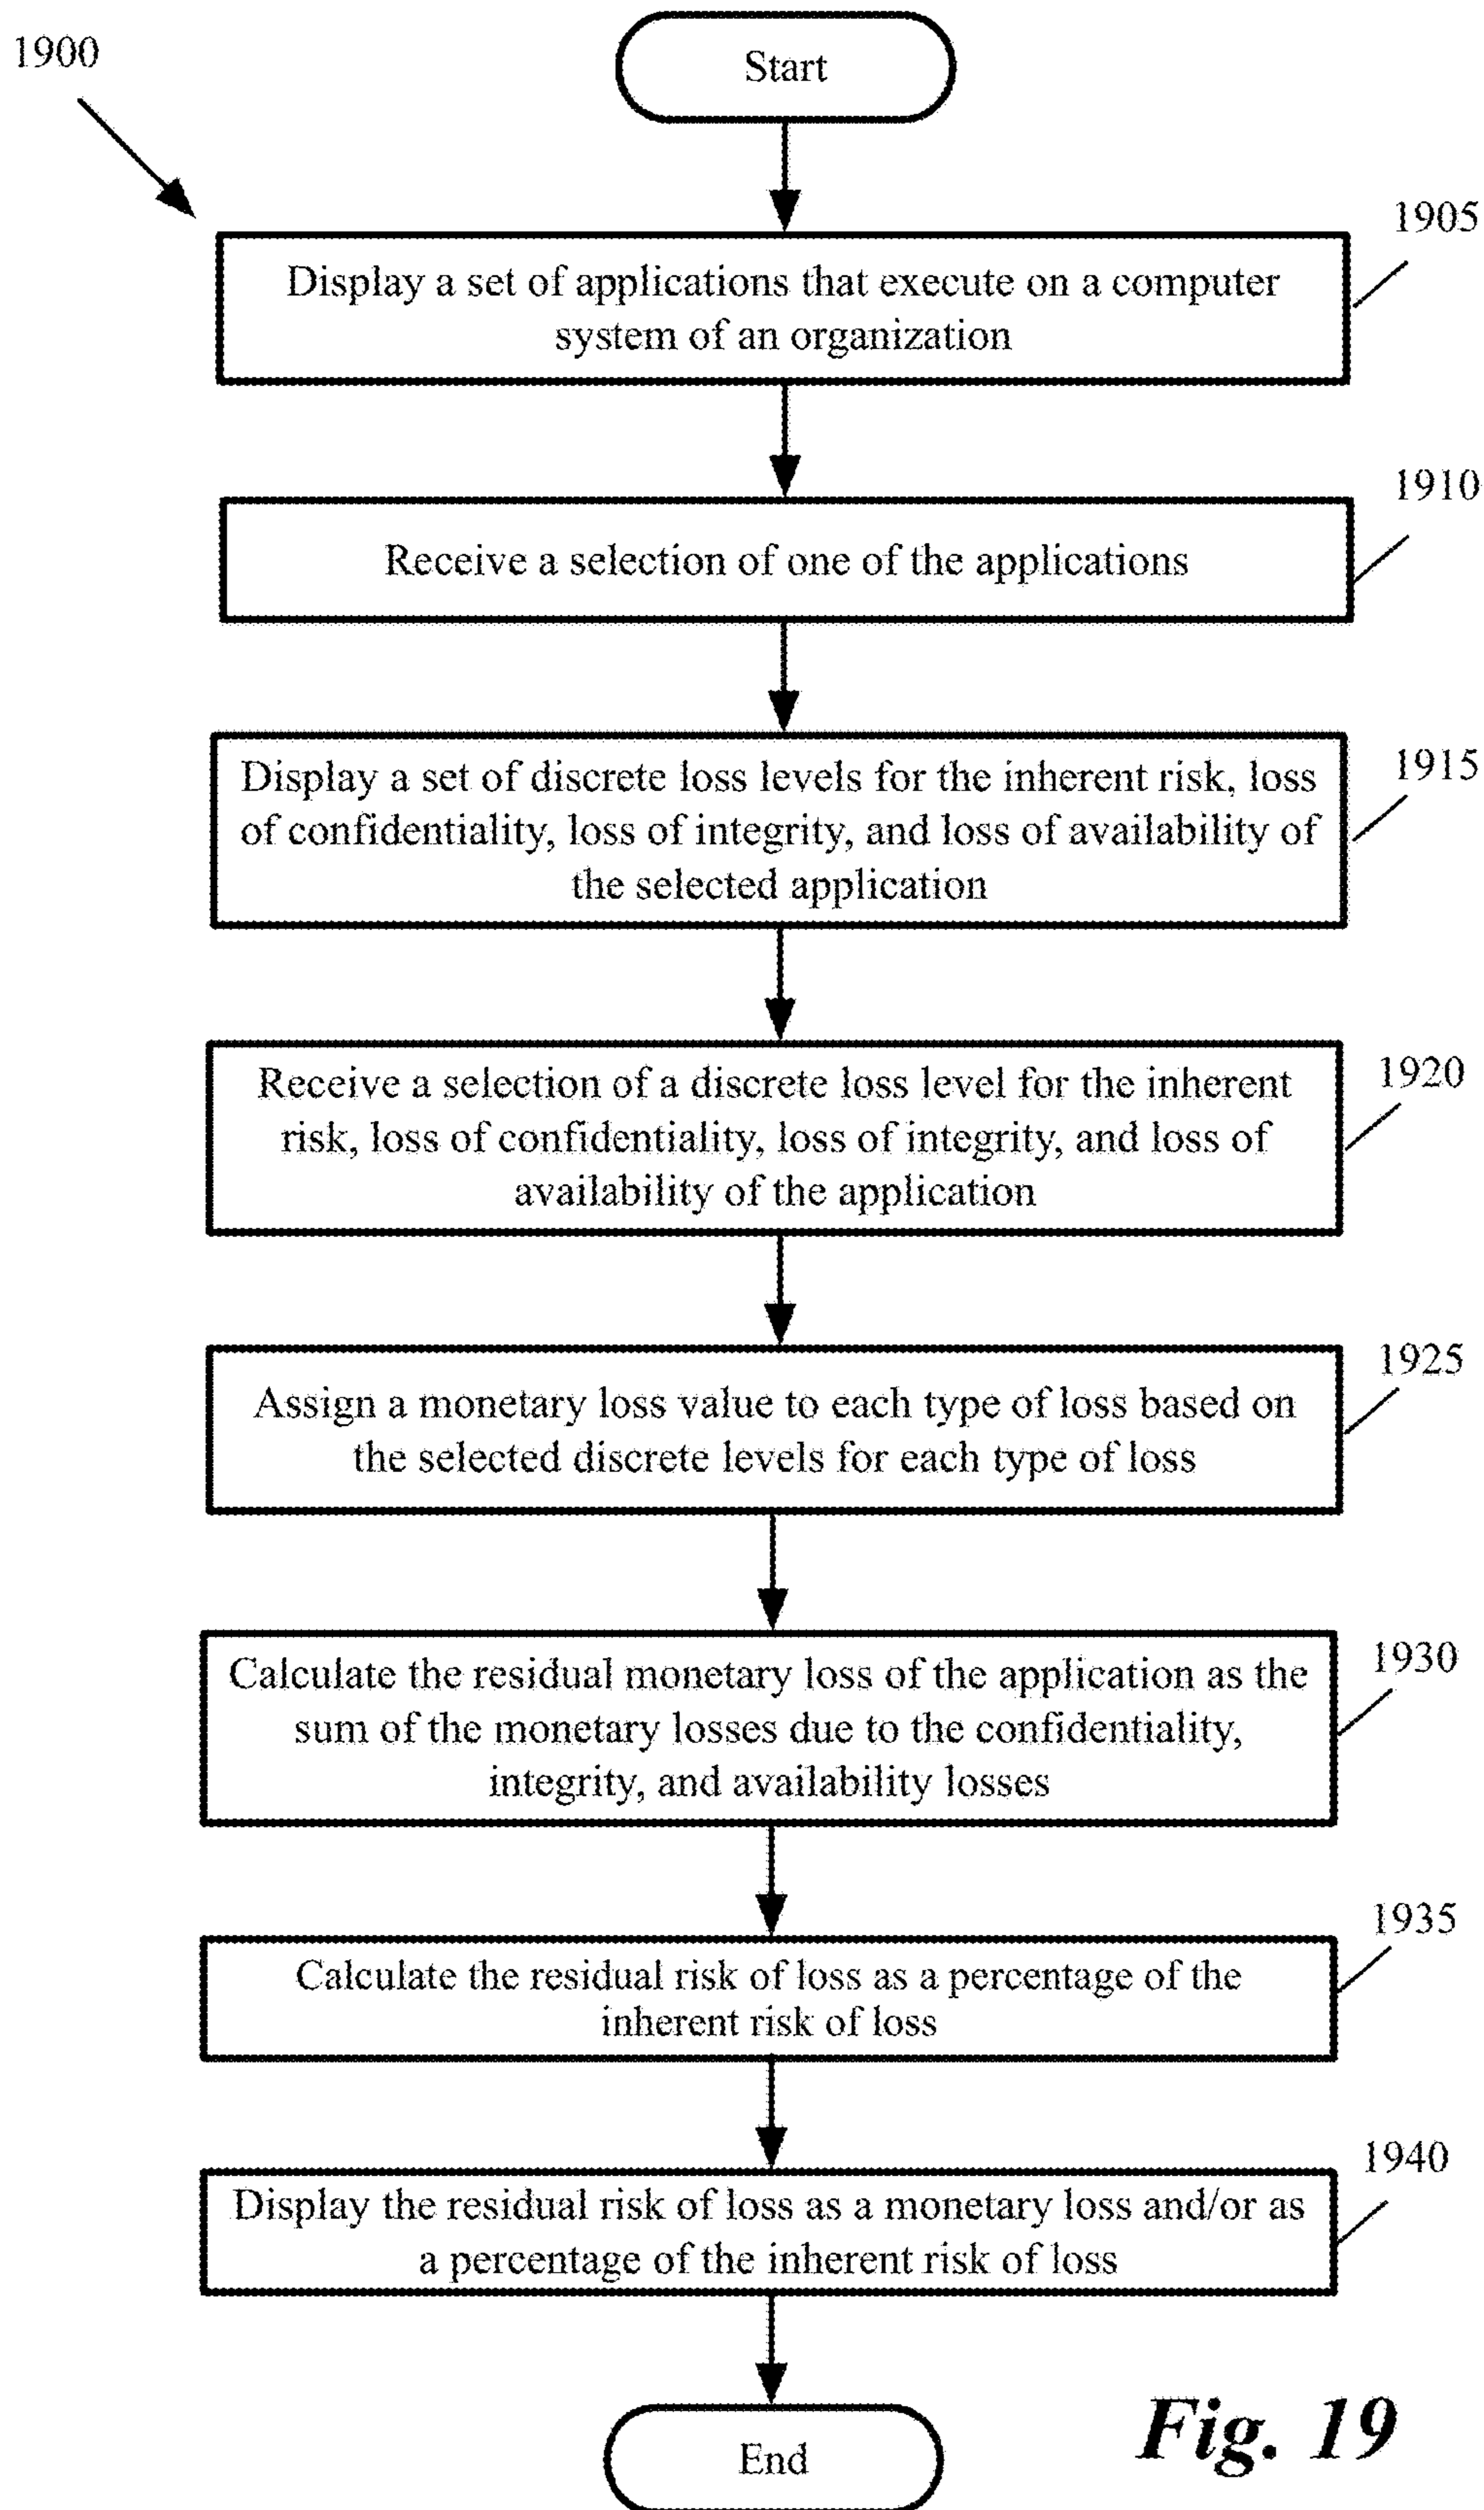 1900
Start
1905
Display a set of applications that execute on a computer
system of an organization
1910
Receive a selection of one of the applications
1915
Display a set of discrete loss levels for the inherent risk, loss
of confidentiality, loss of integrity, and loss of availability of
the selected application
1920
Receive a selection of a discrete loss level for the inherent
risk, loss of confidentiality, loss of integrity, and loss of
availability of the application
1925
Assign a monetary loss value to each type of loss based on
the selected discrete levels for each type of loss
1930
Calculate the residual monetary loss of the application as the
sum of the monetary losses due to the confidentiality,
integrity, and availability losses
1935
Calculate the residual risk of loss as a percentage of the
inherent risk of loss
1940
Display the residual risk of loss as a monetary loss and/or as
a percentage of the inherent risk of loss
End
Fig. 19